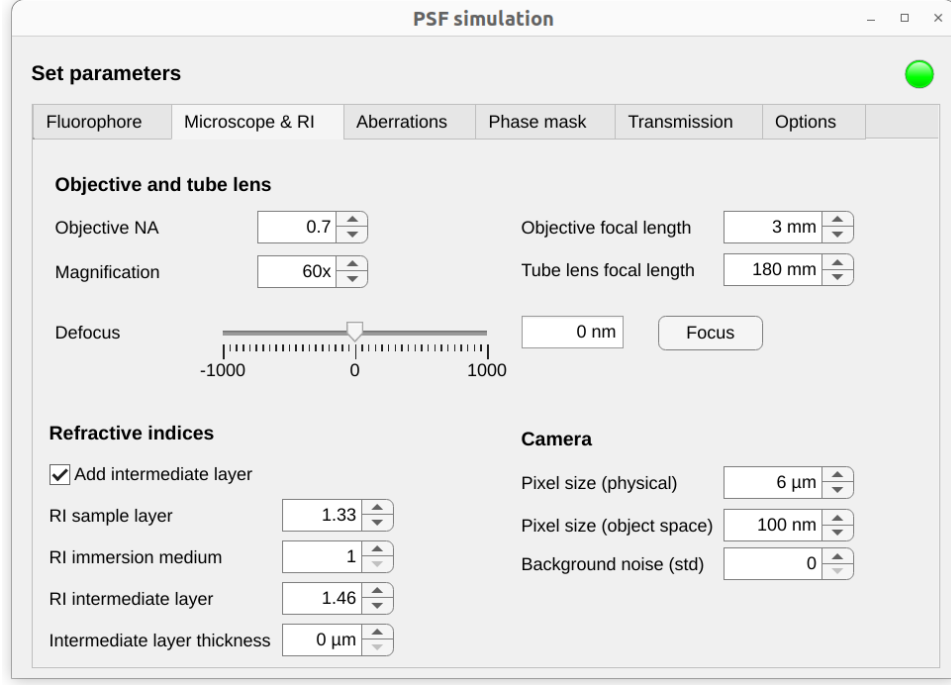 PSF simulation
Set parameters
Fluorophore Microscope & RI Aberrations Phase mask Transmission Options
Objective and tube lens
Objective NA 0.7 Objective focal length 3 mm
Magnification 60x Tube lens focal length 180 mm
Defocus 0 nm Focus
-1000 0 1000
Refractive indices
Add intermediate layer
RI sample layer 1.33
RI immersion medium 1
RI intermediate layer 1.46
Intermediate layer thickness 0 µm
Camera
Pixel size (physical) 6 µm
Pixel size (object space) 100 nm
Background noise (std) 0